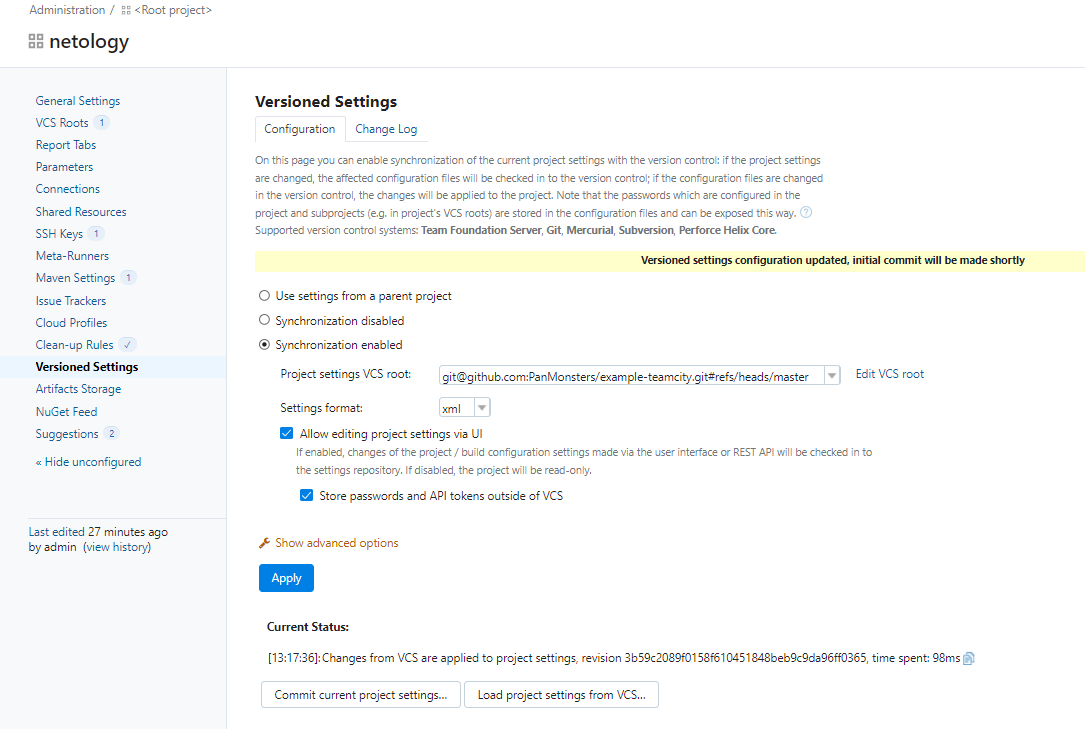 Administration / <Root project>
netology
General Settings
VCS Roots 1
Report Tabs
Parameters
Connections
Shared Resources
SSH Keys 1
Meta-Runners
Maven Settings 1
Issue Trackers
Cloud Profiles
Clean-up Rules ✓
Versioned Settings
Artifacts Storage
NuGet Feed
Suggestions 2
« Hide unconfigured
Last edited 27 minutes ago
by admin (view history)
Versioned Settings
Configuration Change Log
On this page you can enable synchronization of the current project settings with the version control: if the project settings
are changed, the affected configuration files will be checked in to the version control; if the configuration files are changed
in the version control, the changes will be applied to the project. Note that the passwords which are configured in the
project and subprojects (e.g. in project's VCS roots) are stored in the configuration files and can be exposed this way. ?
Supported version control systems: Team Foundation Server, Git, Mercurial, Subversion, Perforce Helix Core.
Versioned settings configuration updated, initial commit will be made shortly
Use settings from a parent project
Synchronization disabled
Synchronization enabled
Project settings VCS root: git@github.com:PanMonsters/example-teamcity.git#refs/heads/master Edit VCS root
Settings format: xml
Allow editing project settings via UI
If enabled, changes of the project / build configuration settings made via the user interface or REST API will be checked in to
the settings repository. If disabled, the project will be read-only.
Store passwords and API tokens outside of VCS
Show advanced options
Apply
Current Status:
[13:17:36]: Changes from VCS are applied to project settings, revision 3b59c2089f0158f610451848beb9c9da96ff0365, time spent: 98ms
Commit current project settings... Load project settings from VCS...